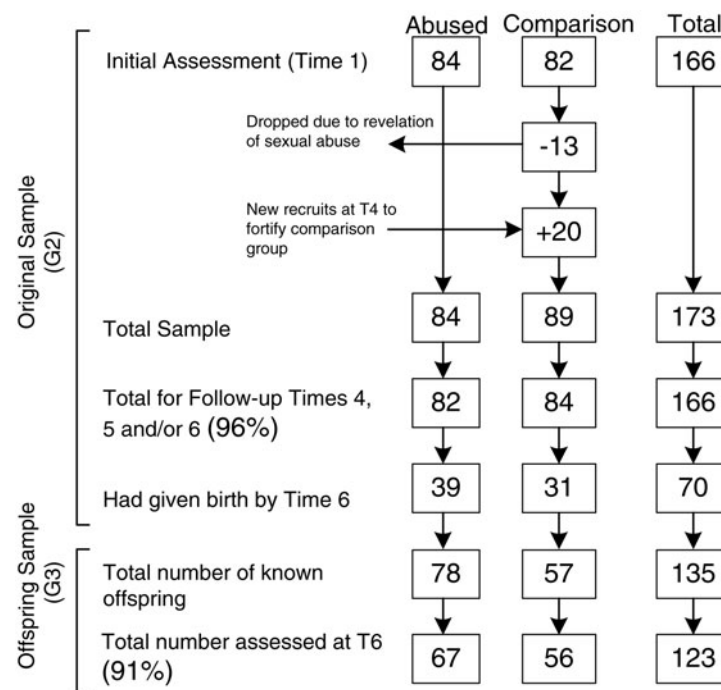 Abused Comparison Total
Initial Assessment (Time 1) 84 82 166
Dropped due to revelation
of sexual abuse
-13
New recruits at T4 to
fortify comparison
group
+20
Original Sample
(G2)
Total Sample 84 89 173
Total for Follow-up Times 4,
5 and/or 6 (96%)
82 84 166
Had given birth by Time 6 39 31 70
Offspring Sample
(G3)
Total number of known
offspring
78 57 135
Total number assessed at T6
(91%)
67 56 123